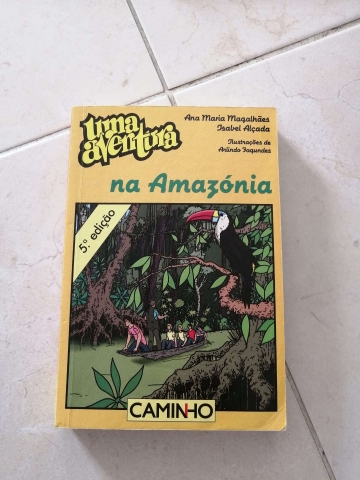 uma
aventura
Ana Maria Magalhães
Isabel Alçada
Ilustrações de
Arlindo Fagundes
na Amazónia
5.ª edição
CAMINHO